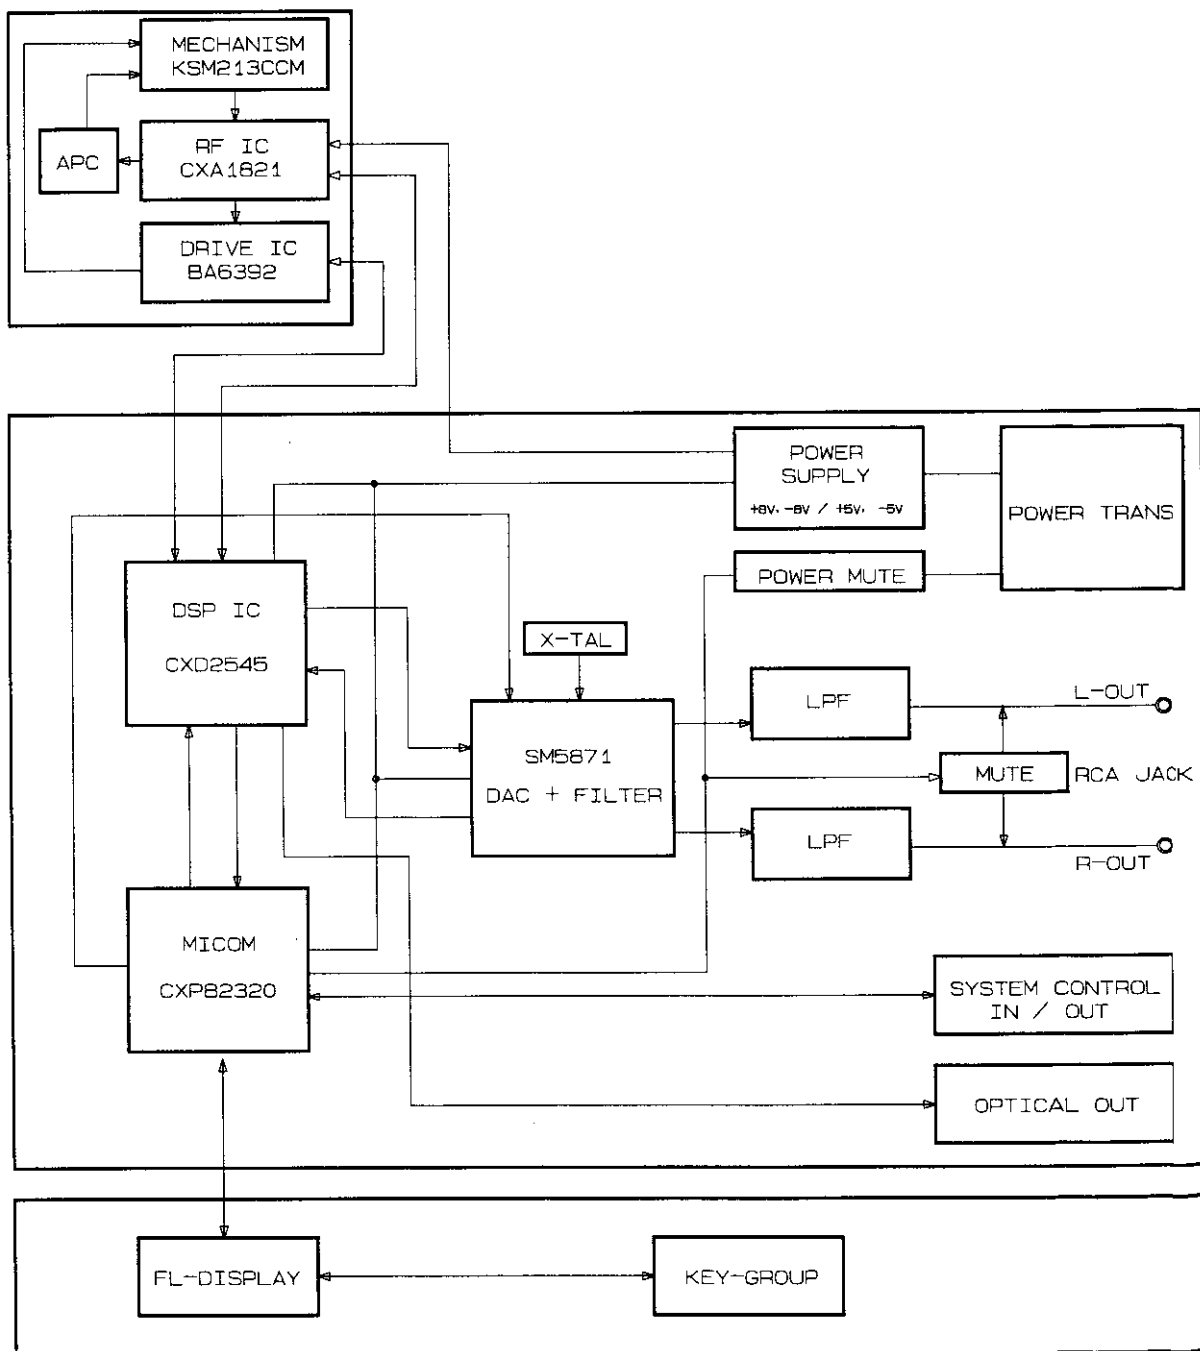 MECHANISM
KSM213CCM
RF IC
CXA1821
APC
DRIVE IC
BA6392
POWER
SUPPLY
+8V, -8V / +5V, -5V
POWER TRANS
POWER MUTE
DSP IC
CXD2545
X-TAL
LPF
L-OUT
SM5871
DAC + FILTER
MUTE
RCA JACK
LPF
R-OUT
MICOM
CXP82320
SYSTEM CONTROL
IN / OUT
OPTICAL OUT
FL-DISPLAY
KEY-GROUP